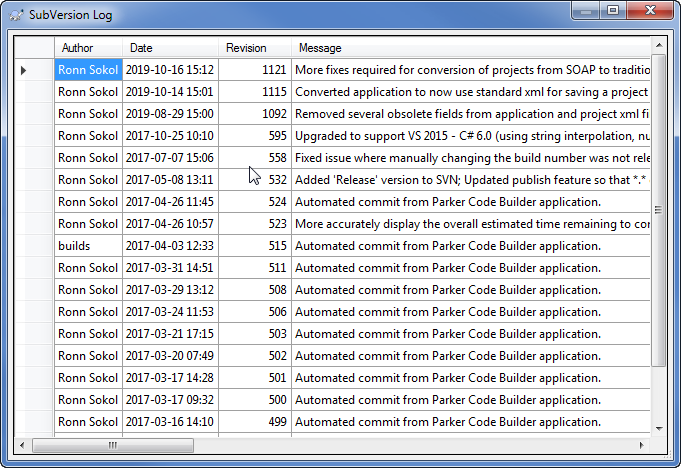 SubVersion Log
Author Date Revision Message
Ronn Sokol 2019-10-16 15:12 1121 More fixes required for conversion of projects from SOAP to traditio
Ronn Sokol 2019-10-14 15:01 1115 Converted application to now use standard xml for saving a project
Ronn Sokol 2019-08-29 15:00 1092 Removed several obsolete fields from application and project xml fi
Ronn Sokol 2017-10-25 10:10 595 Upgraded to support VS 2015 - C# 6.0 (using string interpolation, nu
Ronn Sokol 2017-07-07 15:06 558 Fixed issue where manually changing the build number was not rele
Ronn Sokol 2017-05-08 13:11 532 Added 'Release' version to SVN; Updated publish feature so that *.*
Ronn Sokol 2017-04-26 11:45 524 Automated commit from Parker Code Builder application.
Ronn Sokol 2017-04-26 10:57 523 More accurately display the overall estimated time remaining to cor
builds 2017-04-03 12:33 515 Automated commit from Parker Code Builder application.
Ronn Sokol 2017-03-31 14:51 511 Automated commit from Parker Code Builder application.
Ronn Sokol 2017-03-29 13:12 508 Automated commit from Parker Code Builder application.
Ronn Sokol 2017-03-24 11:53 506 Automated commit from Parker Code Builder application.
Ronn Sokol 2017-03-21 17:15 503 Automated commit from Parker Code Builder application.
Ronn Sokol 2017-03-20 07:49 502 Automated commit from Parker Code Builder application.
Ronn Sokol 2017-03-17 14:28 501 Automated commit from Parker Code Builder application.
Ronn Sokol 2017-03-17 09:32 500 Automated commit from Parker Code Builder application.
Ronn Sokol 2017-03-16 14:10 499 Automated commit from Parker Code Builder application.